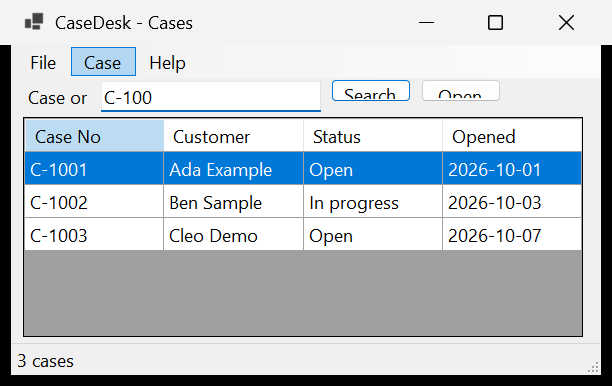 CaseDesk - Cases
File Case Help
Case or C-100 Search Open
Case No Customer Status Opened
C-1001 Ada Example Open 2026-10-01
C-1002 Ben Sample In progress 2026-10-03
C-1003 Cleo Demo Open 2026-10-07
3 cases